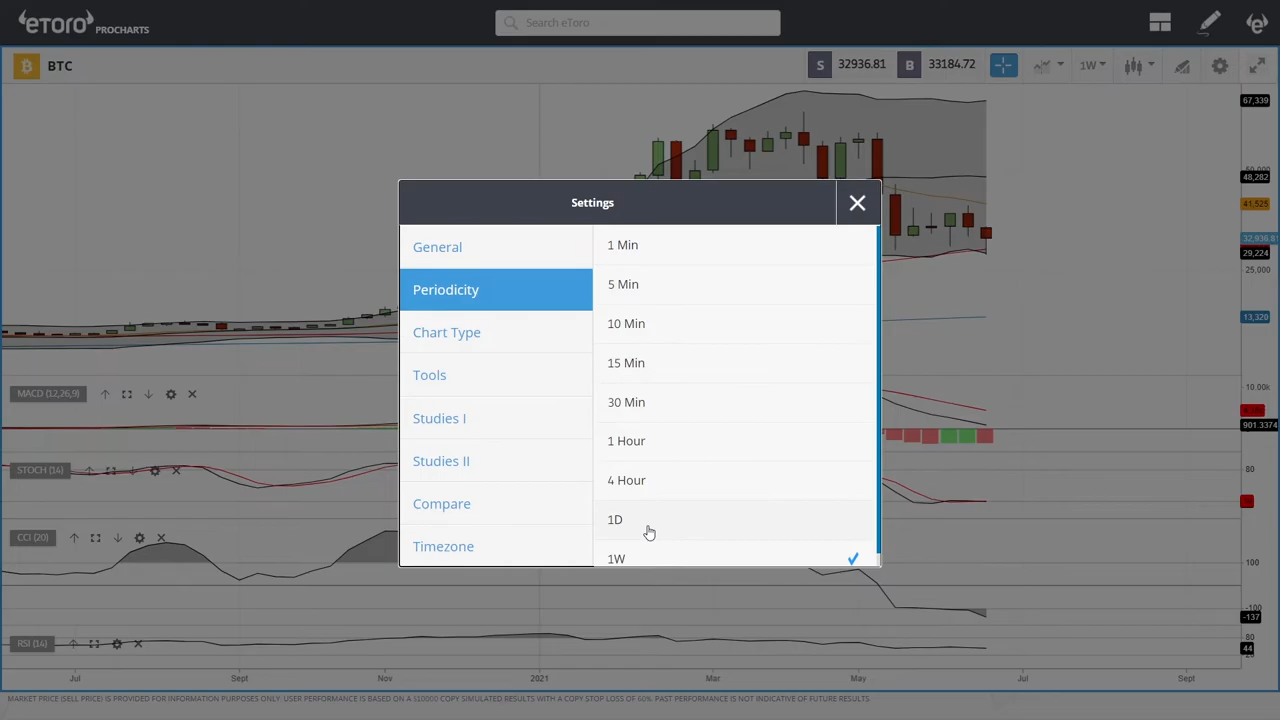 eToro PROCHARTS
Search eToro
BTC
S 32936.81 B 33184.72
1W
67,339
48,282
41,525
32,936.8
29,224
25,000
13,320
Settings
General
Periodicity
Chart Type
Tools
Studies I
Studies II
Compare
Timezone
1 Min
5 Min
10 Min
15 Min
30 Min
1 Hour
4 Hour
1D
1W
MACD (12,26,9)
10.00k
901.3374
STOCH (14)
80
CCI (20)
100
-100
-137
RSI (14)
80
44
Jul Sept Nov 2021 Mar May Jul Sept
MARKET PRICE (SELL PRICE) IS PROVIDED FOR INFORMATION PURPOSES ONLY. USER PERFORMANCE IS BASED ON A $10000 COPY SIMULATED RESULTS WITH A COPY STOP LOSS OF 60%. PAST PERFORMANCE IS NOT INDICATIVE OF FUTURE RESULTS